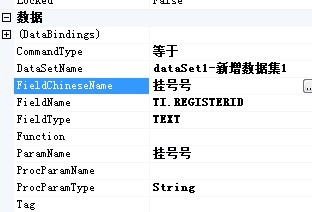 Locked False
数据
(DataBindings)
CommandType 等于
DataSetName dataSet1-新增数据集1
FieldChineseName 挂号号 ...
FieldName TI.REGISTERID
FieldType TEXT
Function
ParamName 挂号号
ProcParamName
ProcParamType String
Tag